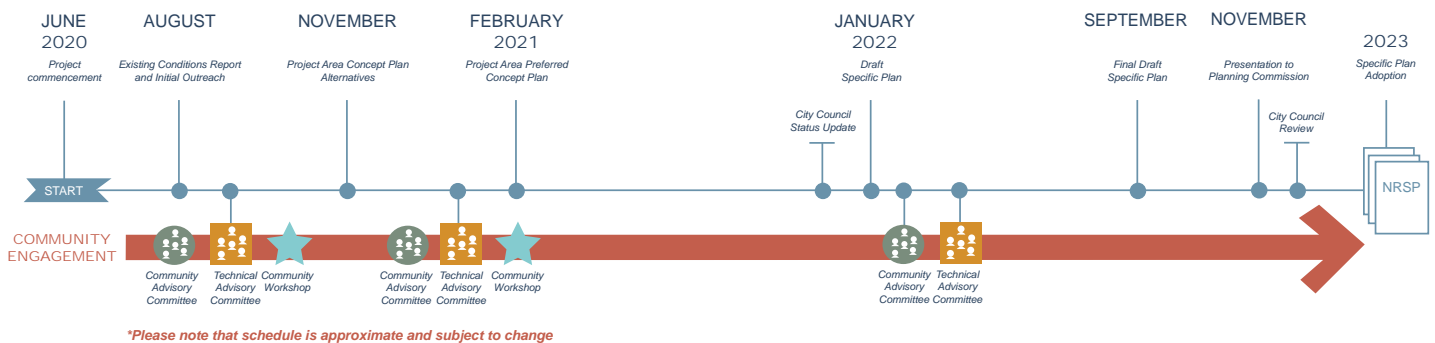 JUNE
2020
Project
commencement
AUGUST
Existing Conditions Report
and Initial Outreach
NOVEMBER
Project Area Concept Plan
Alternatives
FEBRUARY
2021
Project Area Preferred
Concept Plan
City Council
Status Update
JANUARY
2022
Draft
Specific Plan
SEPTEMBER
Final Draft
Specific Plan
NOVEMBER
Presentation to
Planning Commission
City Council
Review
2023
Specific Plan
Adoption
START
NRSP
COMMUNITY
ENGAGEMENT
Community
Advisory
Committee
Technical
Advisory
Committee
Community
Workshop
Community
Advisory
Committee
Technical
Advisory
Committee
Community
Workshop
Community
Advisory
Committee
Technical
Advisory
Committee
*Please note that schedule is approximate and subject to change